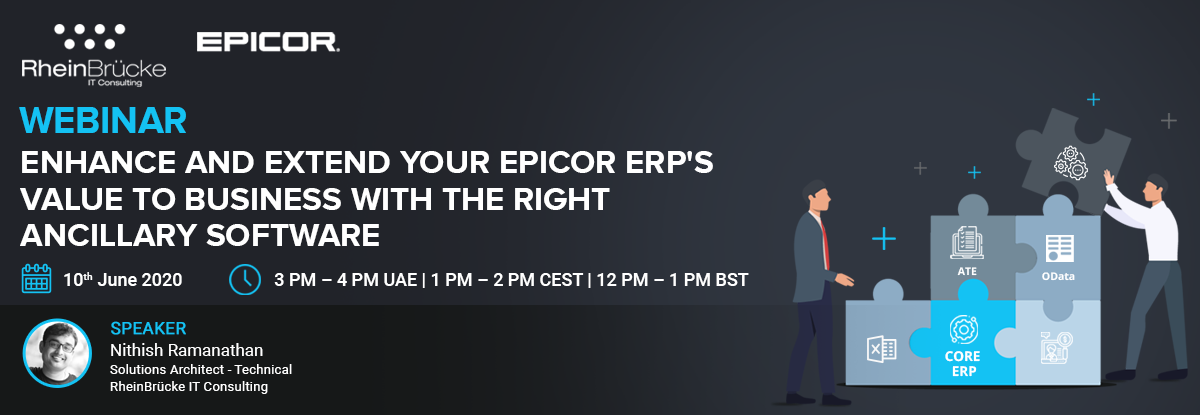 RheinBrücke
IT Consulting
EPICOR®
WEBINAR
ENHANCE AND EXTEND YOUR EPICOR ERP'S
VALUE TO BUSINESS WITH THE RIGHT
ANCILLARY SOFTWARE
10th June 2020
3 PM – 4 PM UAE | 1 PM – 2 PM CEST | 12 PM – 1 PM BST
SPEAKER
Nithish Ramanathan
Solutions Architect - Technical
RheinBrücke IT Consulting
ATE
OData
X
CORE
ERP